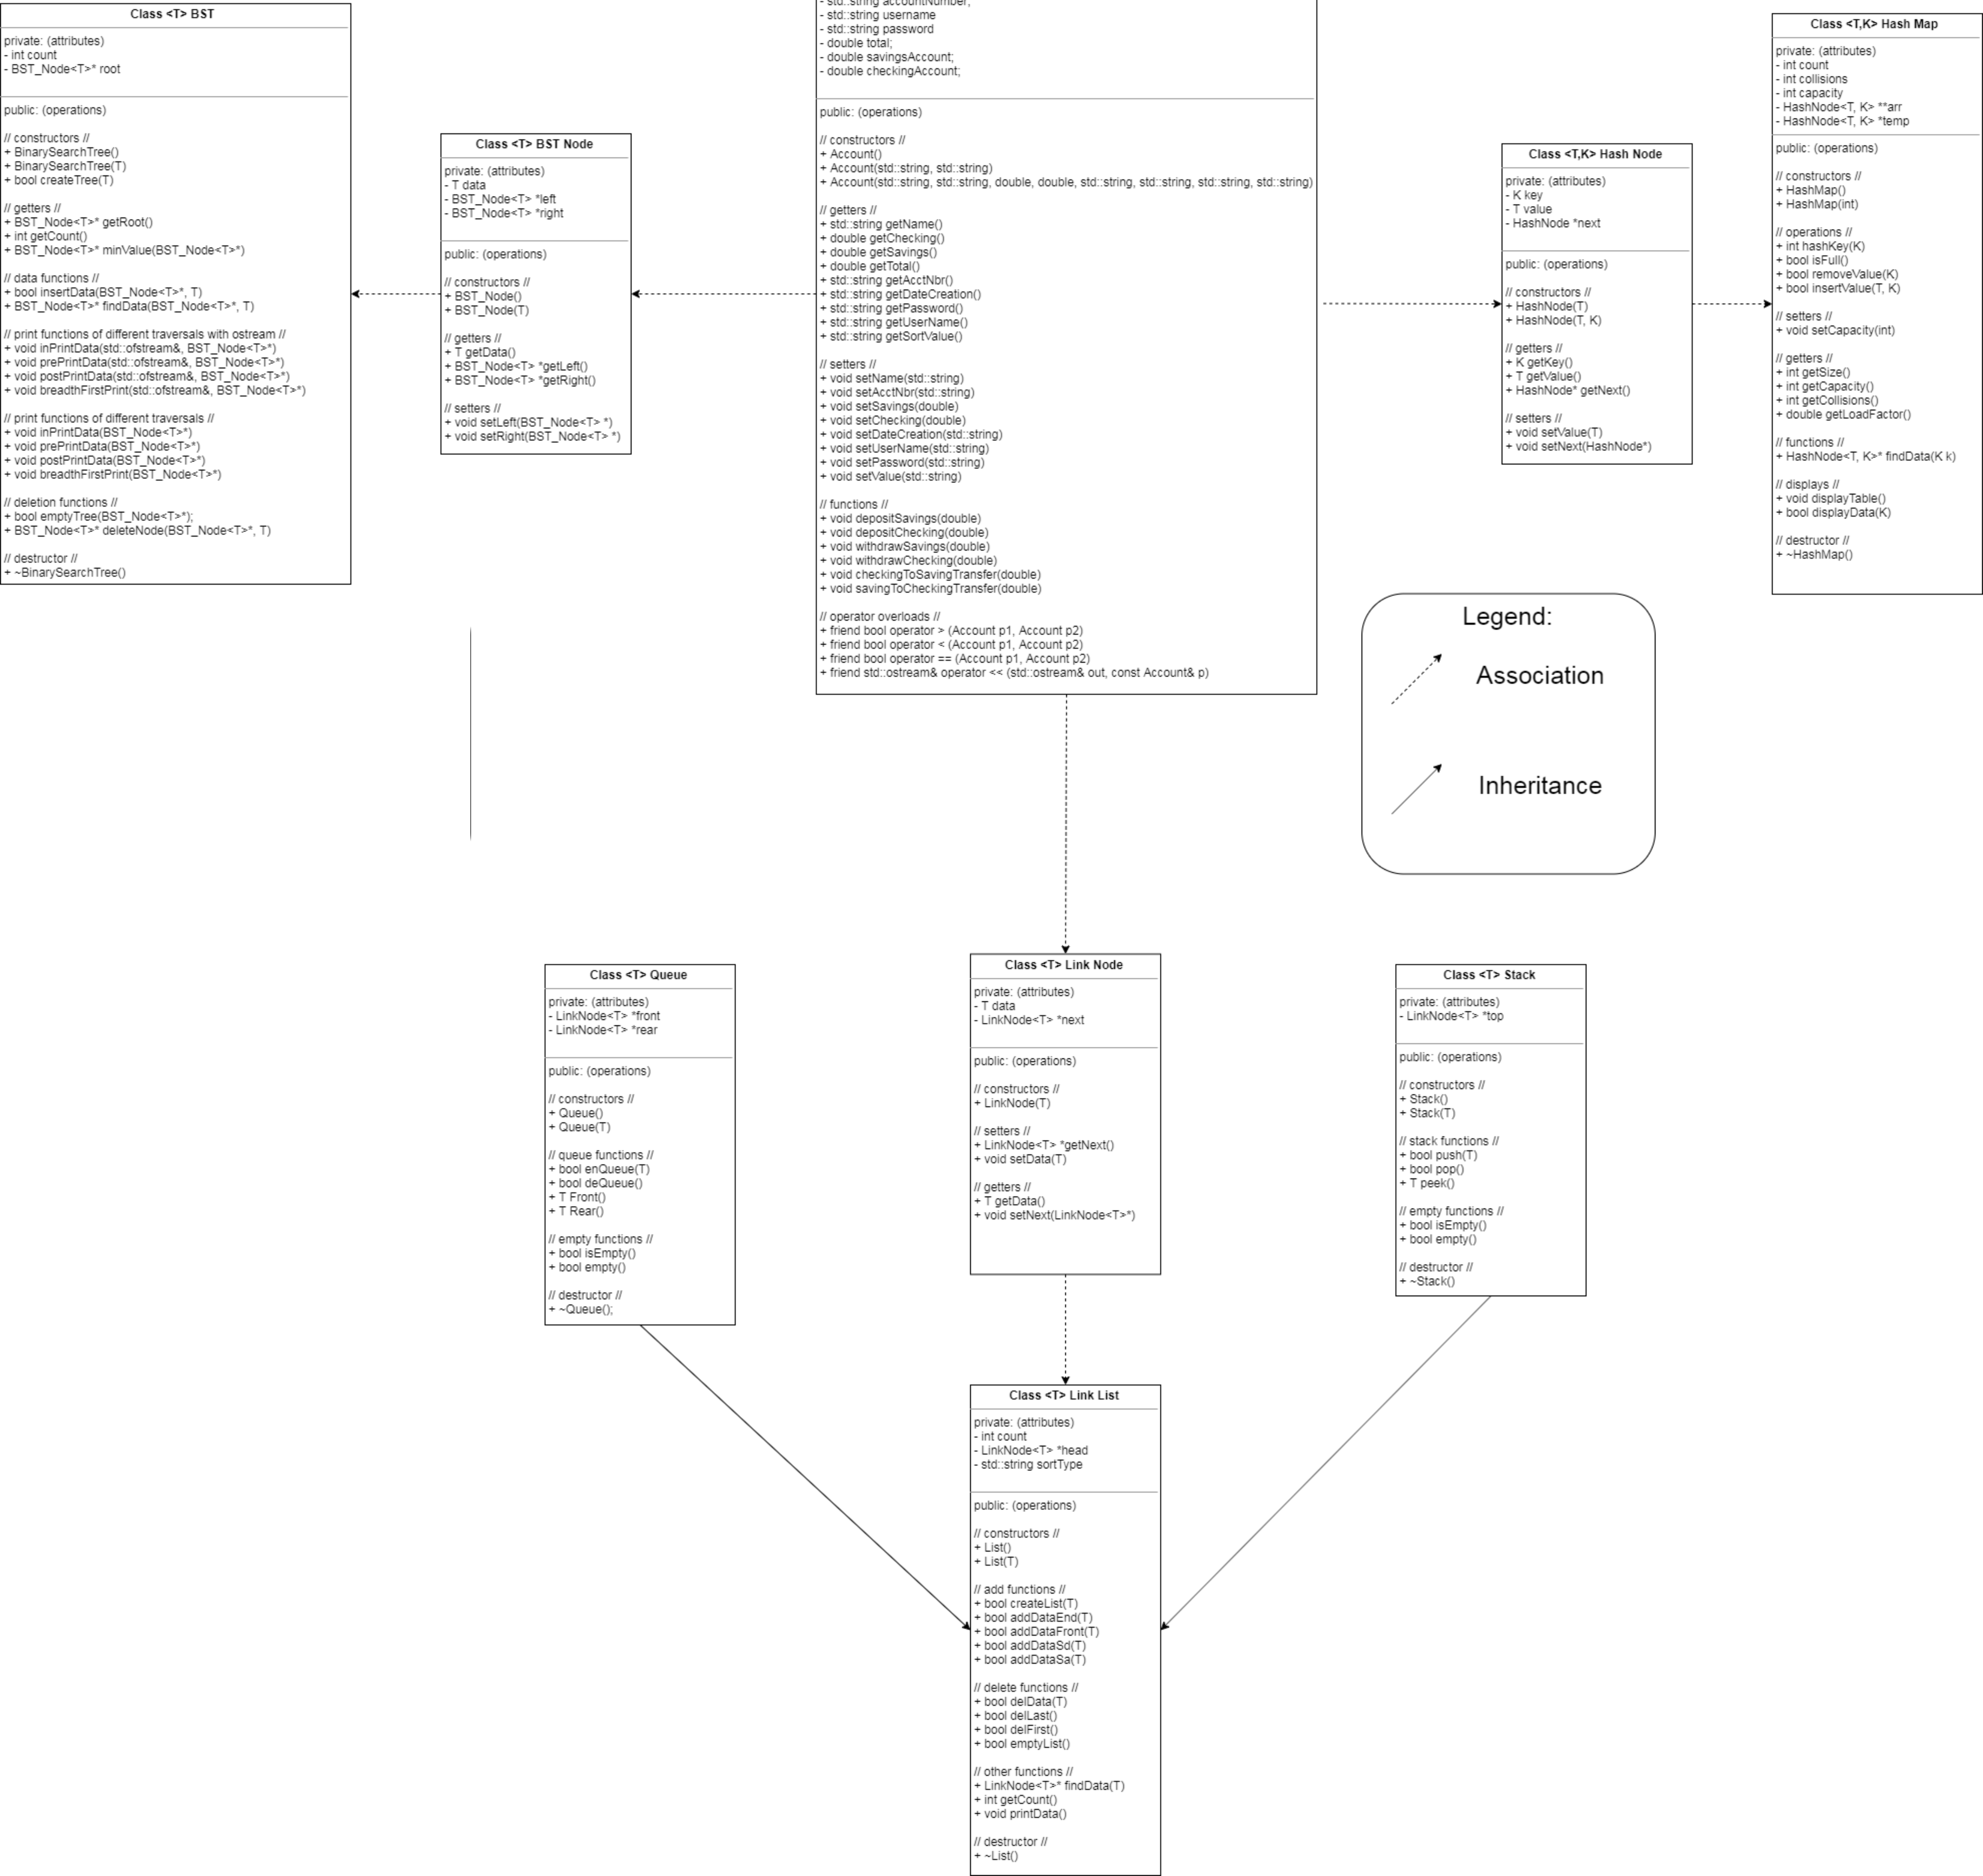 Class <T> BST
private: (attributes)
- int count
- BST_Node<T>* root
public: (operations)
// constructors //
+ BinarySearchTree()
+ BinarySearchTree(T)
+ bool createTree(T)
// getters //
+ BST_Node<T>* getRoot()
+ int getCount()
+ BST_Node<T>* minValue(BST_Node<T>*)
// data functions //
+ bool insertData(BST_Node<T>*, T)
+ BST_Node<T>* findData(BST_Node<T>*, T)
// print functions of different traversals with ostream //
+ void inPrintData(std::ofstream&, BST_Node<T>*)
+ void prePrintData(std::ofstream&, BST_Node<T>*)
+ void postPrintData(std::ofstream&, BST_Node<T>*)
+ void breadthFirstPrint(std::ofstream&, BST_Node<T>*)
// print functions of different traversals //
+ void inPrintData(BST_Node<T>*)
+ void prePrintData(BST_Node<T>*)
+ void postPrintData(BST_Node<T>*)
+ void breadthFirstPrint(BST_Node<T>*)
// deletion functions //
+ bool emptyTree(BST_Node<T>*);
+ BST_Node<T>* deleteNode(BST_Node<T>*, T)
// destructor //
+ ~BinarySearchTree()
Class <T> BST Node
private: (attributes)
- T data
- BST_Node<T> *left
- BST_Node<T> *right
public: (operations)
// constructors //
+ BST_Node()
+ BST_Node(T)
// getters //
+ T getData()
+ BST_Node<T> *getLeft()
+ BST_Node<T> *getRight()
// setters //
+ void setLeft(BST_Node<T> *)
+ void setRight(BST_Node<T> *)
- std::string accountNumber;
- std::string username
- std::string password
- double total;
- double savingsAccount;
- double checkingAccount;
public: (operations)
// constructors //
+ Account()
+ Account(std::string, std::string)
+ Account(std::string, std::string, double, double, std::string, std::string, std::string, std::string)
// getters //
+ std::string getName()
+ double getChecking()
+ double getSavings()
+ double getTotal()
+ std::string getAcctNbr()
+ std::string getDateCreation()
+ std::string getPassword()
+ std::string getUserName()
+ std::string getSortValue()
// setters //
+ void setName(std::string)
+ void setAcctNbr(std::string)
+ void setSavings(double)
+ void setChecking(double)
+ void setDateCreation(std::string)
+ void setUserName(std::string)
+ void setPassword(std::string)
+ void setValue(std::string)
// functions //
+ void depositSavings(double)
+ void depositChecking(double)
+ void withdrawSavings(double)
+ void withdrawChecking(double)
+ void checkingToSavingTransfer(double)
+ void savingToCheckingTransfer(double)
// operator overloads //
+ friend bool operator > (Account p1, Account p2)
+ friend bool operator < (Account p1, Account p2)
+ friend bool operator == (Account p1, Account p2)
+ friend std::ostream& operator << (std::ostream& out, const Account& p)
Class <T,K> Hash Node
private: (attributes)
- K key
- T value
- HashNode *next
public: (operations)
// constructors //
+ HashNode(T)
+ HashNode(T, K)
// getters //
+ K getKey()
+ T getValue()
+ HashNode* getNext()
// setters //
+ void setValue(T)
+ void setNext(HashNode*)
Class <T,K> Hash Map
private: (attributes)
- int count
- int collisions
- int capacity
- HashNode<T, K> **arr
- HashNode<T, K> *temp
public: (operations)
// constructors //
+ HashMap()
+ HashMap(int)
// operations //
+ int hashKey(K)
+ bool isFull()
+ bool removeValue(K)
+ bool insertValue(T, K)
// setters //
+ void setCapacity(int)
// getters //
+ int getSize()
+ int getCapacity()
+ int getCollisions()
+ double getLoadFactor()
// functions //
+ HashNode<T, K>* findData(K k)
// displays //
+ void displayTable()
+ bool displayData(K)
// destructor //
+ ~HashMap()
Legend:
Association
Inheritance
Class <T> Queue
private: (attributes)
- LinkNode<T> *front
- LinkNode<T> *rear
public: (operations)
// constructors //
+ Queue()
+ Queue(T)
// queue functions //
+ bool enQueue(T)
+ bool deQueue()
+ T Front()
+ T Rear()
// empty functions //
+ bool isEmpty()
+ bool empty()
// destructor //
+ ~Queue();
Class <T> Link Node
private: (attributes)
- T data
- LinkNode<T> *next
public: (operations)
// constructors //
+ LinkNode(T)
// setters //
+ LinkNode<T> *getNext()
+ void setData(T)
// getters //
+ T getData()
+ void setNext(LinkNode<T>*)
Class <T> Stack
private: (attributes)
- LinkNode<T> *top
public: (operations)
// constructors //
+ Stack()
+ Stack(T)
// stack functions //
+ bool push(T)
+ bool pop()
+ T peek()
// empty functions //
+ bool isEmpty()
+ bool empty()
// destructor //
+ ~Stack()
Class <T> Link List
private: (attributes)
- int count
- LinkNode<T> *head
- std::string sortType
public: (operations)
// constructors //
+ List()
+ List(T)
// add functions //
+ bool createList(T)
+ bool addDataEnd(T)
+ bool addDataFront(T)
+ bool addDataSd(T)
+ bool addDataSa(T)
// delete functions //
+ bool delData(T)
+ bool delLast()
+ bool delFirst()
+ bool emptyList()
// other functions //
+ LinkNode<T>* findData(T)
+ int getCount()
+ void printData()
// destructor //
+ ~List()